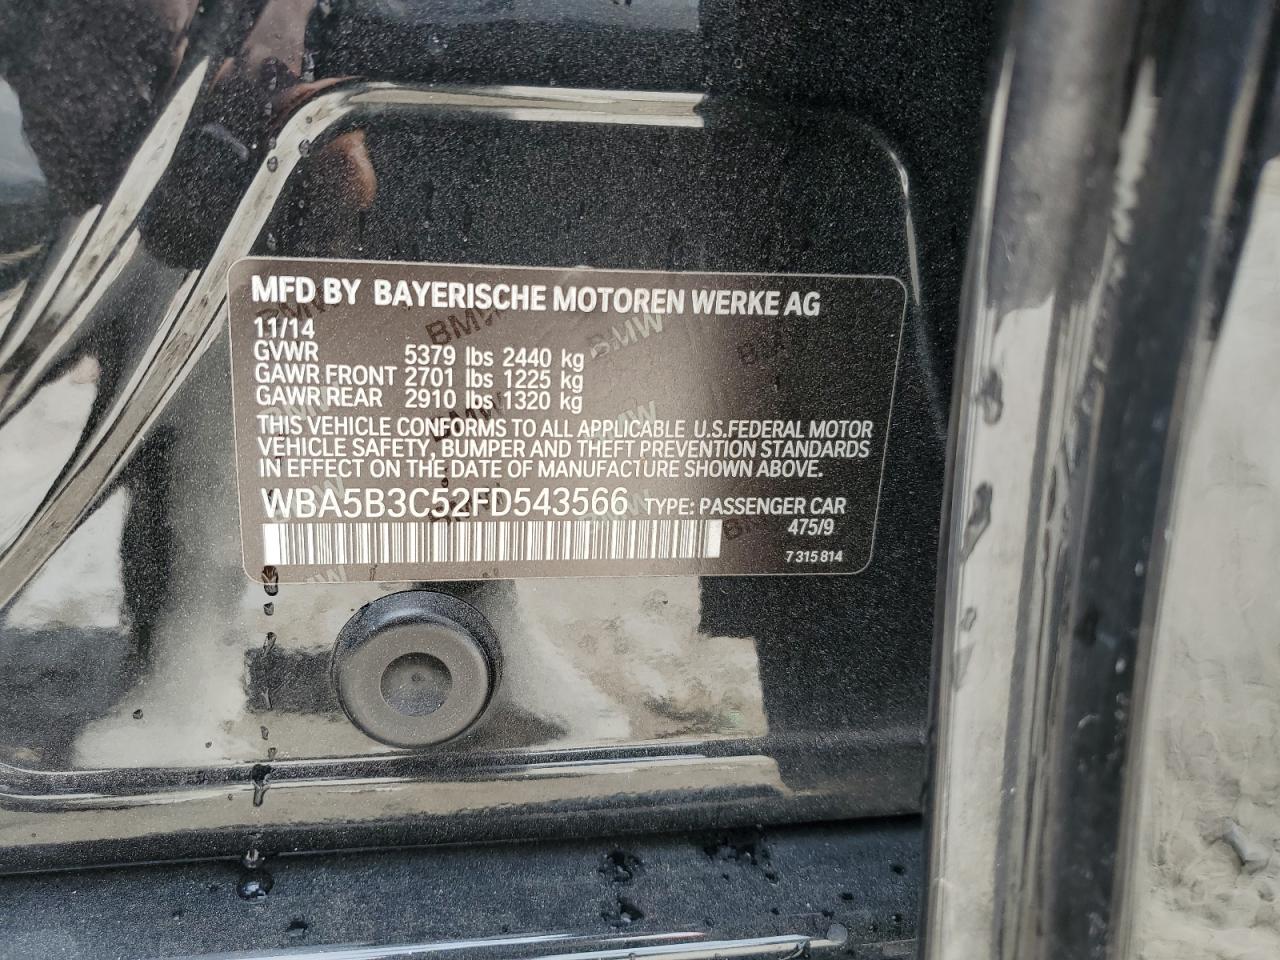 MFD BY BAYERISCHE MOTOREN WERKE AG
11/14
GVWR 5379 lbs 2440 kg
GAWR FRONT 2701 lbs 1225 kg
GAWR REAR 2910 lbs 1320 kg
THIS VEHICLE CONFORMS TO ALL APPLICABLE U.S.FEDERAL MOTOR
VEHICLE SAFETY, BUMPER AND THEFT PREVENTION STANDARDS
IN EFFECT ON THE DATE OF MANUFACTURE SHOWN ABOVE.
WBA5B3C52FD543566 TYPE: PASSENGER CAR
475/9
7 315 814